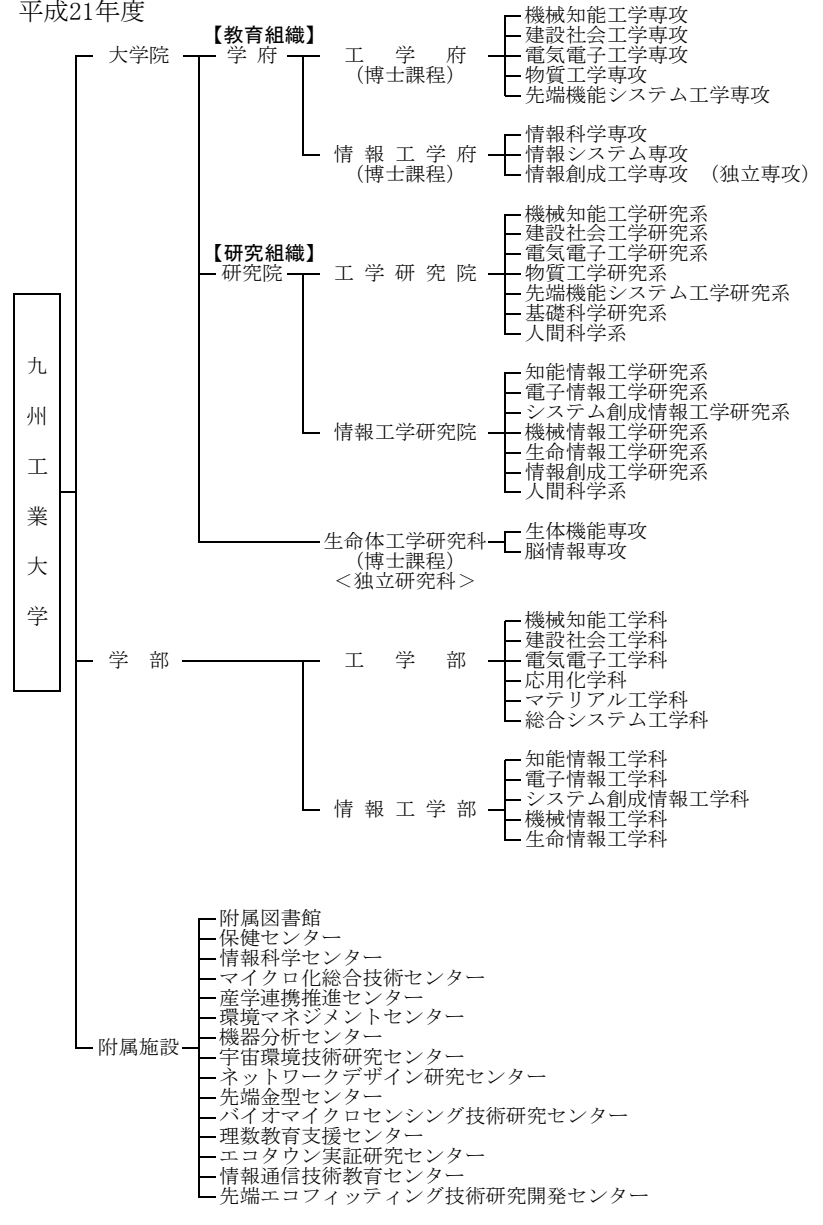 平成21年度
九州工業大学
大学院
【教育組織】
学府
工学府
(博士課程)
機械知能工学専攻
建設社会工学専攻
電気電子工学専攻
物質工学専攻
先端機能システム工学専攻
情報工学府
(博士課程)
情報科学専攻
情報システム専攻
情報創成工学専攻 (独立専攻)
【研究組織】
研究院
工学研究院
機械知能工学研究系
建設社会工学研究系
電気電子工学研究系
物質工学研究系
先端機能システム工学研究系
基礎科学研究系
人間科学系
情報工学研究院
知能情報工学研究系
電子情報工学研究系
システム創成情報工学研究系
機械情報工学研究系
生命情報工学研究系
情報創成工学研究系
人間科学系
生命体工学研究科
(博士課程)
<独立研究科>
生体機能専攻
脳情報専攻
学部
工学部
機械知能工学科
建設社会工学科
電気電子工学科
応用化学科
マテリアル工学科
総合システム工学科
情報工学部
知能情報工学科
電子情報工学科
システム創成情報工学科
機械情報工学科
生命情報工学科
附属施設
附属図書館
保健センター
情報科学センター
マイクロ化総合技術センター
産学連携推進センター
環境マネジメントセンター
機器分析センター
宇宙環境技術研究センター
ネットワークデザイン研究センター
先端金型センター
バイオマイクロセンシング技術研究センター
理数教育支援センター
エコタウン実証研究センター
情報通信技術教育センター
先端エコフィッティング技術研究開発センター